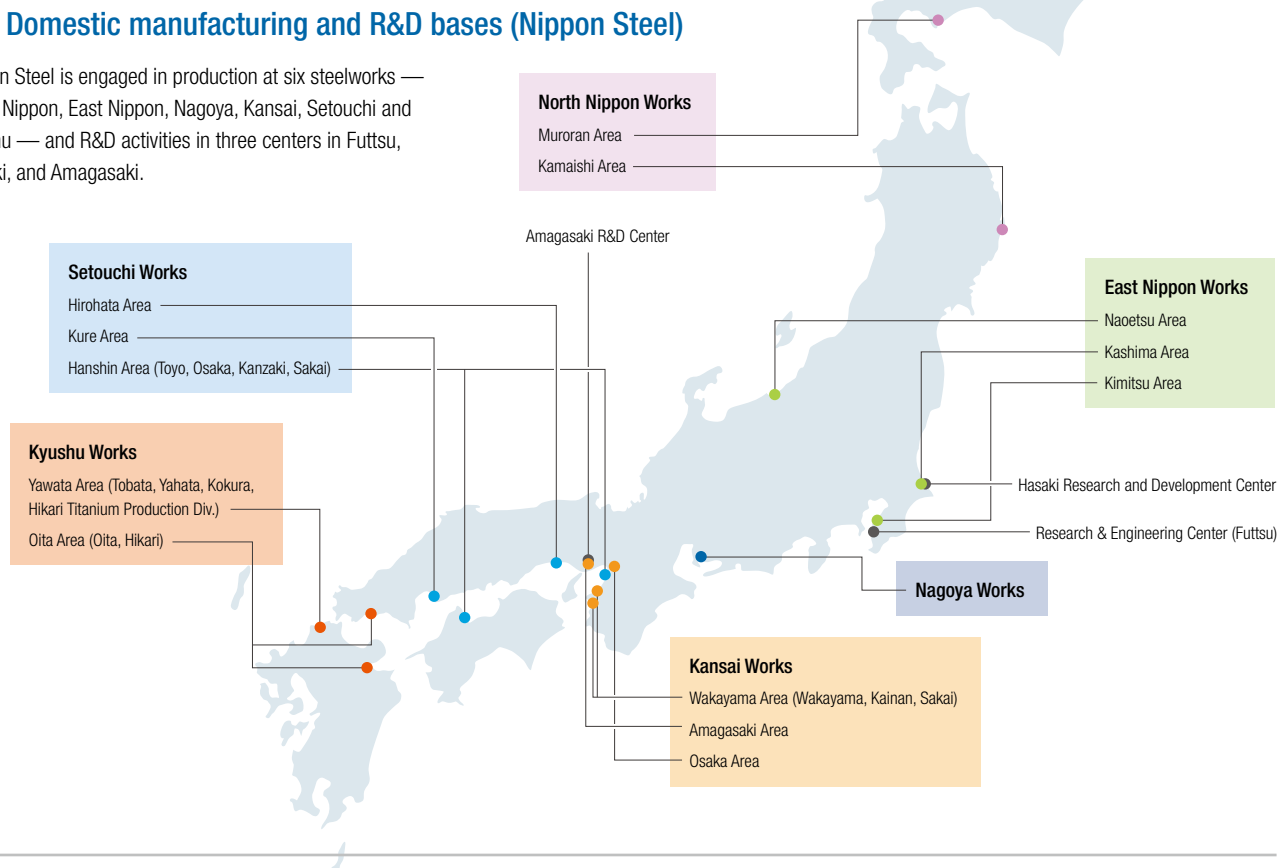 Domestic manufacturing and R&D bases (Nippon Steel)
n Steel is engaged in production at six steelworks —
Nippon, East Nippon, Nagoya, Kansai, Setouchi and
u — and R&D activities in three centers in Futtsu,
ki, and Amagasaki.
North Nippon Works
Muroran Area
Kamaishi Area
Amagasaki R&D Center
Setouchi Works
Hirohata Area
Kure Area
Hanshin Area (Toyo, Osaka, Kanzaki, Sakai)
East Nippon Works
Naoetsu Area
Kashima Area
Kimitsu Area
Kyushu Works
Yawata Area (Tobata, Yahata, Kokura,
Hikari Titanium Production Div.)
Oita Area (Oita, Hikari)
Hasaki Research and Development Center
Research & Engineering Center (Futtsu)
Nagoya Works
Kansai Works
Wakayama Area (Wakayama, Kainan, Sakai)
Amagasaki Area
Osaka Area